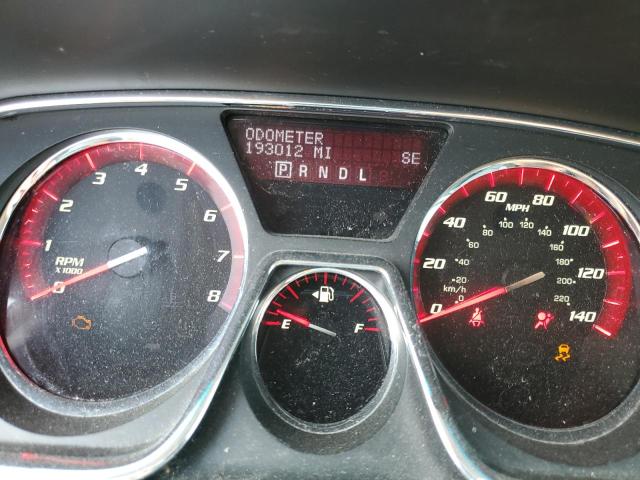 ODOMETER
193012 MI SE
P R N D L
0 1 2 3 4 5 6 7 8
RPM
X1000
E F
0 20 40 60 80 100 120 140
MPH
0 20 40 60 80 100 120 140 160 180 200 220
km/h